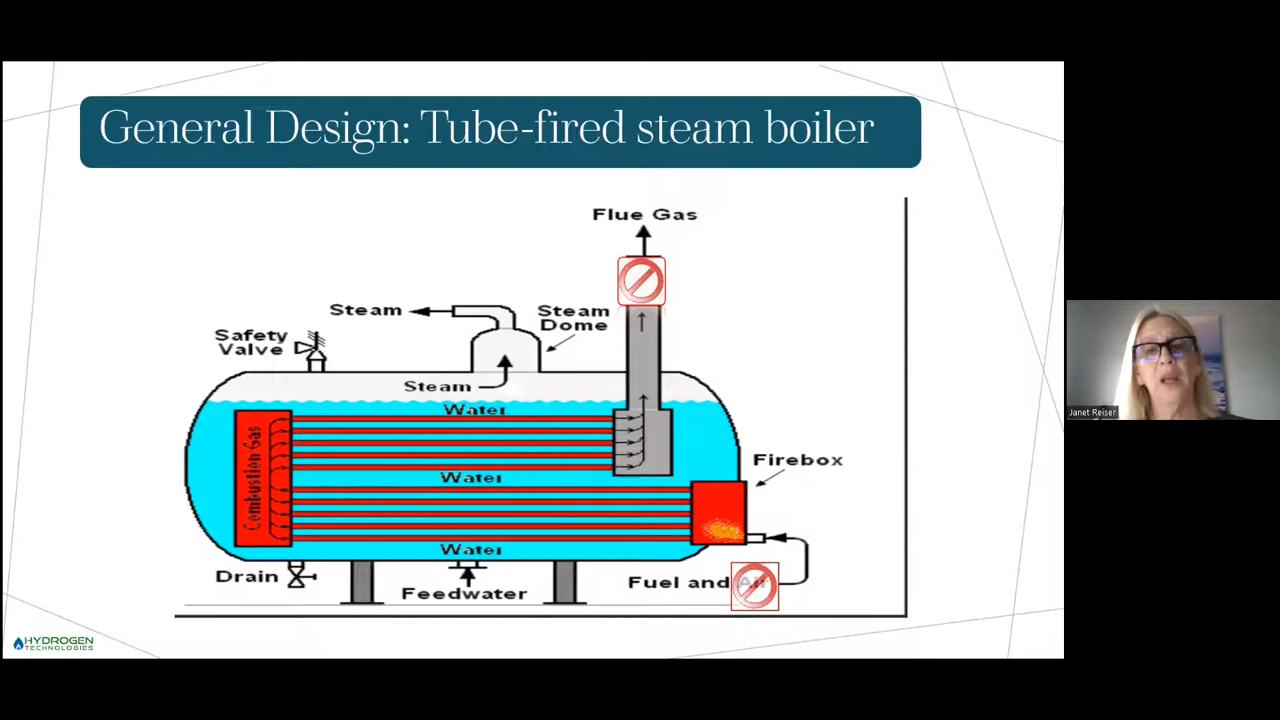 General Design: Tube-fired steam boiler
Flue Gas
Steam
Steam
Dome
Safety
Valve
Steam
Water
Combustion Gas
Water
Firebox
Water
Drain
Feedwater
Fuel and Air
HYDROGEN
TECHNOLOGIES
Janet Reiser